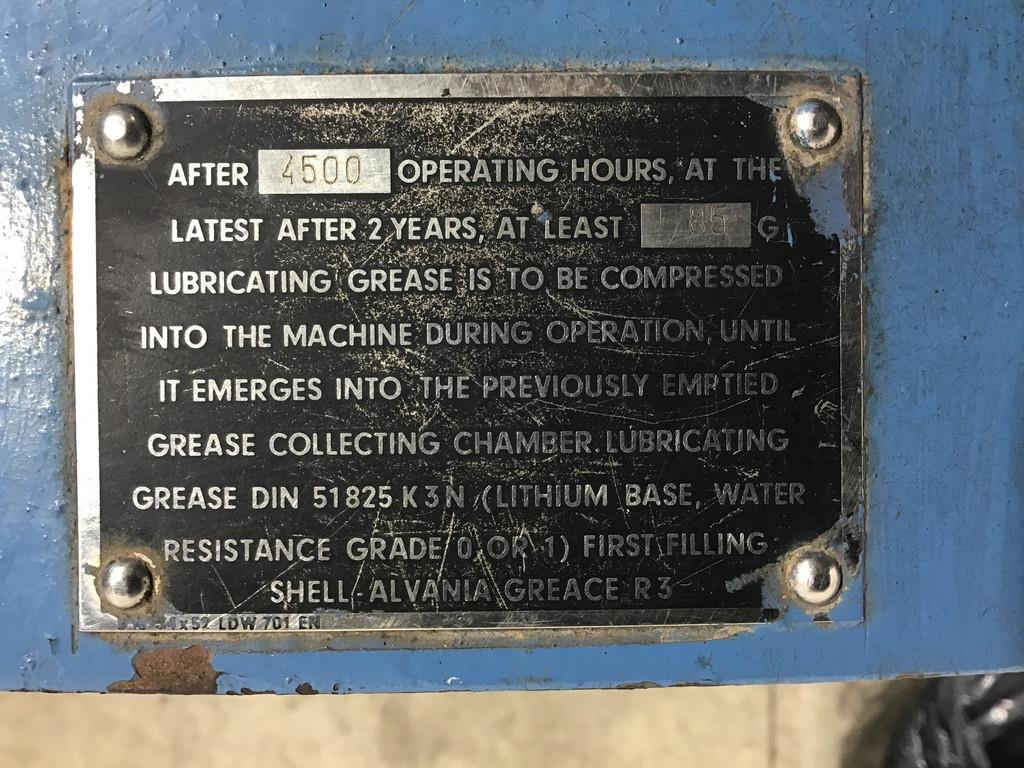 AFTER 4500 OPERATING HOURS, AT THE
LATEST AFTER 2 YEARS, AT LEAST 85 G
LUBRICATING GREASE IS TO BE COMPRESSED
INTO THE MACHINE DURING OPERATION, UNTIL
IT EMERGES INTO THE PREVIOUSLY EMPTIED
GREASE COLLECTING CHAMBER. LUBRICATING
GREASE DIN 51825 K 3 N (LITHIUM BASE, WATER
RESISTANCE GRADE 0 OR 1) FIRST FILLING
SHELL-ALVANIA GREACE R 3
LDW 701 EN